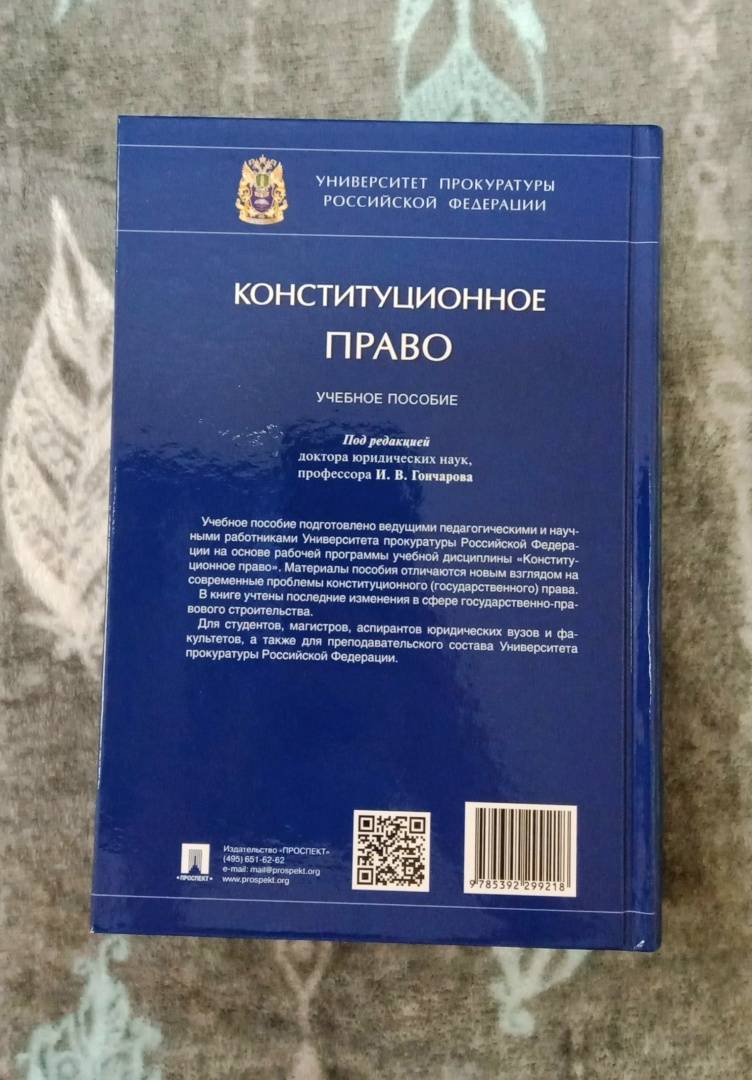 УНИВЕРСИТЕТ ПРОКУРАТУРЫ
РОССИЙСКОЙ ФЕДЕРАЦИИ
КОНСТИТУЦИОННОЕ
ПРАВО
УЧЕБНОЕ ПОСОБИЕ
Под редакцией
доктора юридических наук,
профессора И. В. Гончарова
Учебное пособие подготовлено ведущими педагогическими и науч-
ными работниками Университета прокуратуры Российской Федера-
ции на основе рабочей программы учебной дисциплины «Консти-
туционное право». Материалы пособия отличаются новым взглядом на
современные проблемы конституционного (государственного) права.
В книге учтены последние изменения в сфере государственно-пра-
вового строительства.
Для студентов, магистров, аспирантов юридических вузов и фа-
культетов, а также для преподавательского состава Университета
прокуратуры Российской Федерации.
•ПРОСПЕКТ•
Издательство «ПРОСПЕКТ»
(495) 651-62-62
e-mail: mail@prospekt.org
www.prospekt.org
9 785392 299218